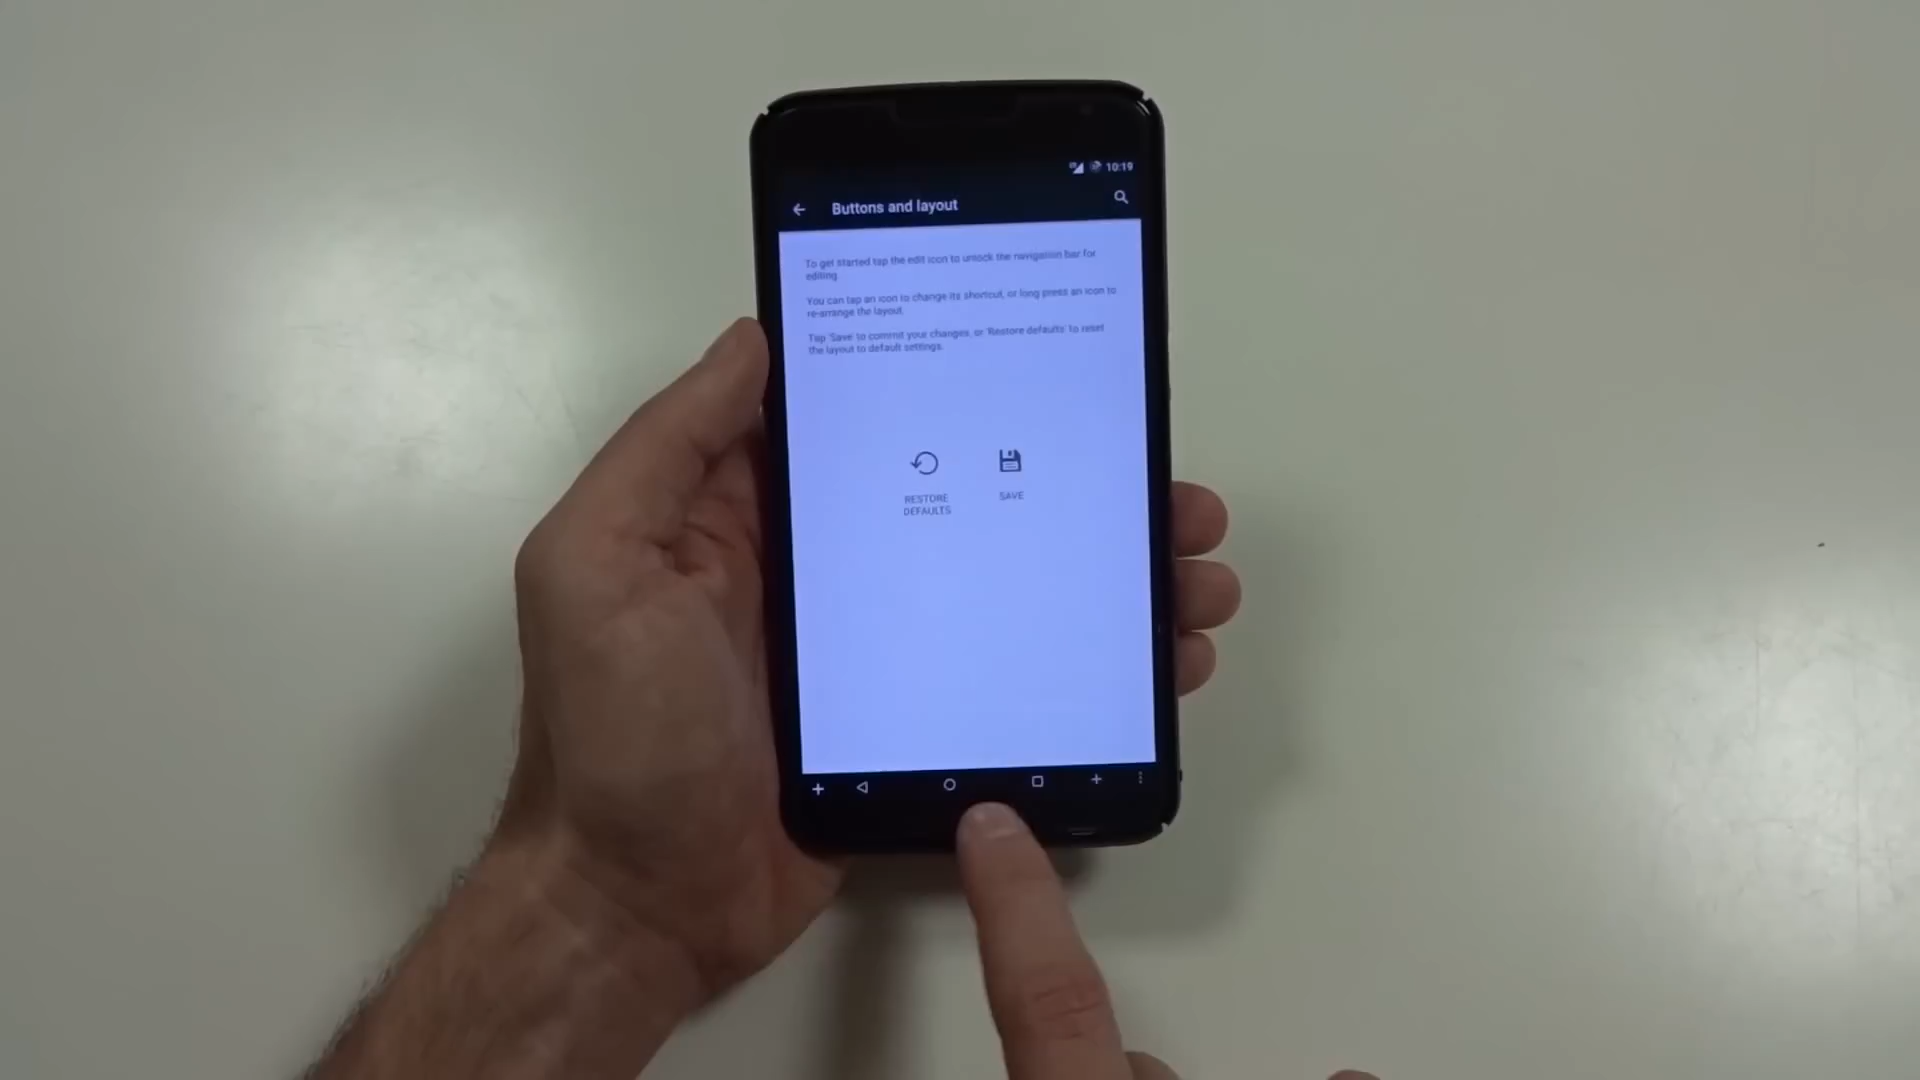 10:19
Buttons and layout
To get started tap the edit icon to unlock the navigation bar for
editing
You can tap an icon to change its shortcut, or long press an icon to
re-arrange the layout.
Tap 'Save' to commit your changes, or 'Restore defaults' to reset
the layout to default settings.
RESTORE
DEFAULTS
SAVE